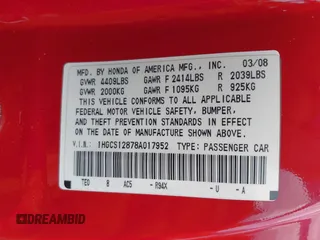 MFD. BY HONDA OF AMERICA MFG., INC. 03/08
GVWR 4409LBS GAWR F 2414LBS R 2039LBS
GVWR 2000KG GAWR F 1095KG R 925KG
THIS VEHICLE CONFORMS TO ALL APPLICABLE
FEDERAL MOTOR VEHICLE SAFETY, BUMPER,
AND THEFT PREVENTION STANDARDS IN EFFECT
ON THE DATE OF MANUFACTURE SHOWN ABOVE.
V.I.N.: 1HGCS12878A017952 TYPE: PASSENGER CAR
TEO B AC5 - R94X - U - A
DREAMBID